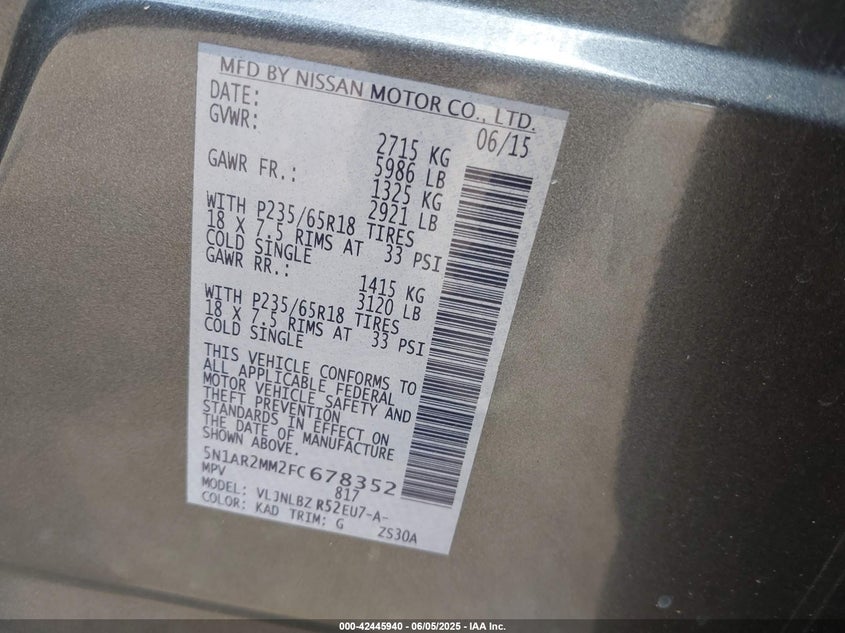 MFD BY NISSAN MOTOR CO., LTD.
DATE: 06/15
GVWR: 2715 KG
5986 LB
GAWR FR.: 1325 KG
2921 LB
WITH P235/65R18 TIRES
18 X 7.5 RIMS AT 33 PSI
COLD SINGLE
GAWR RR.: 1415 KG
3120 LB
WITH P235/65R18 TIRES
18 X 7.5 RIMS AT 33 PSI
COLD SINGLE
THIS VEHICLE CONFORMS TO
ALL APPLICABLE FEDERAL
MOTOR VEHICLE SAFETY AND
THEFT PREVENTION
STANDARDS IN EFFECT ON
THE DATE OF MANUFACTURE
SHOWN ABOVE.
5N1AR2MM2FC678352
MPV 817
MODEL: VLJNLBZ R52EU7-A-
COLOR: KAD TRIM: G ZS30A
000-42445940 - 06/05/2025 - IAA Inc.